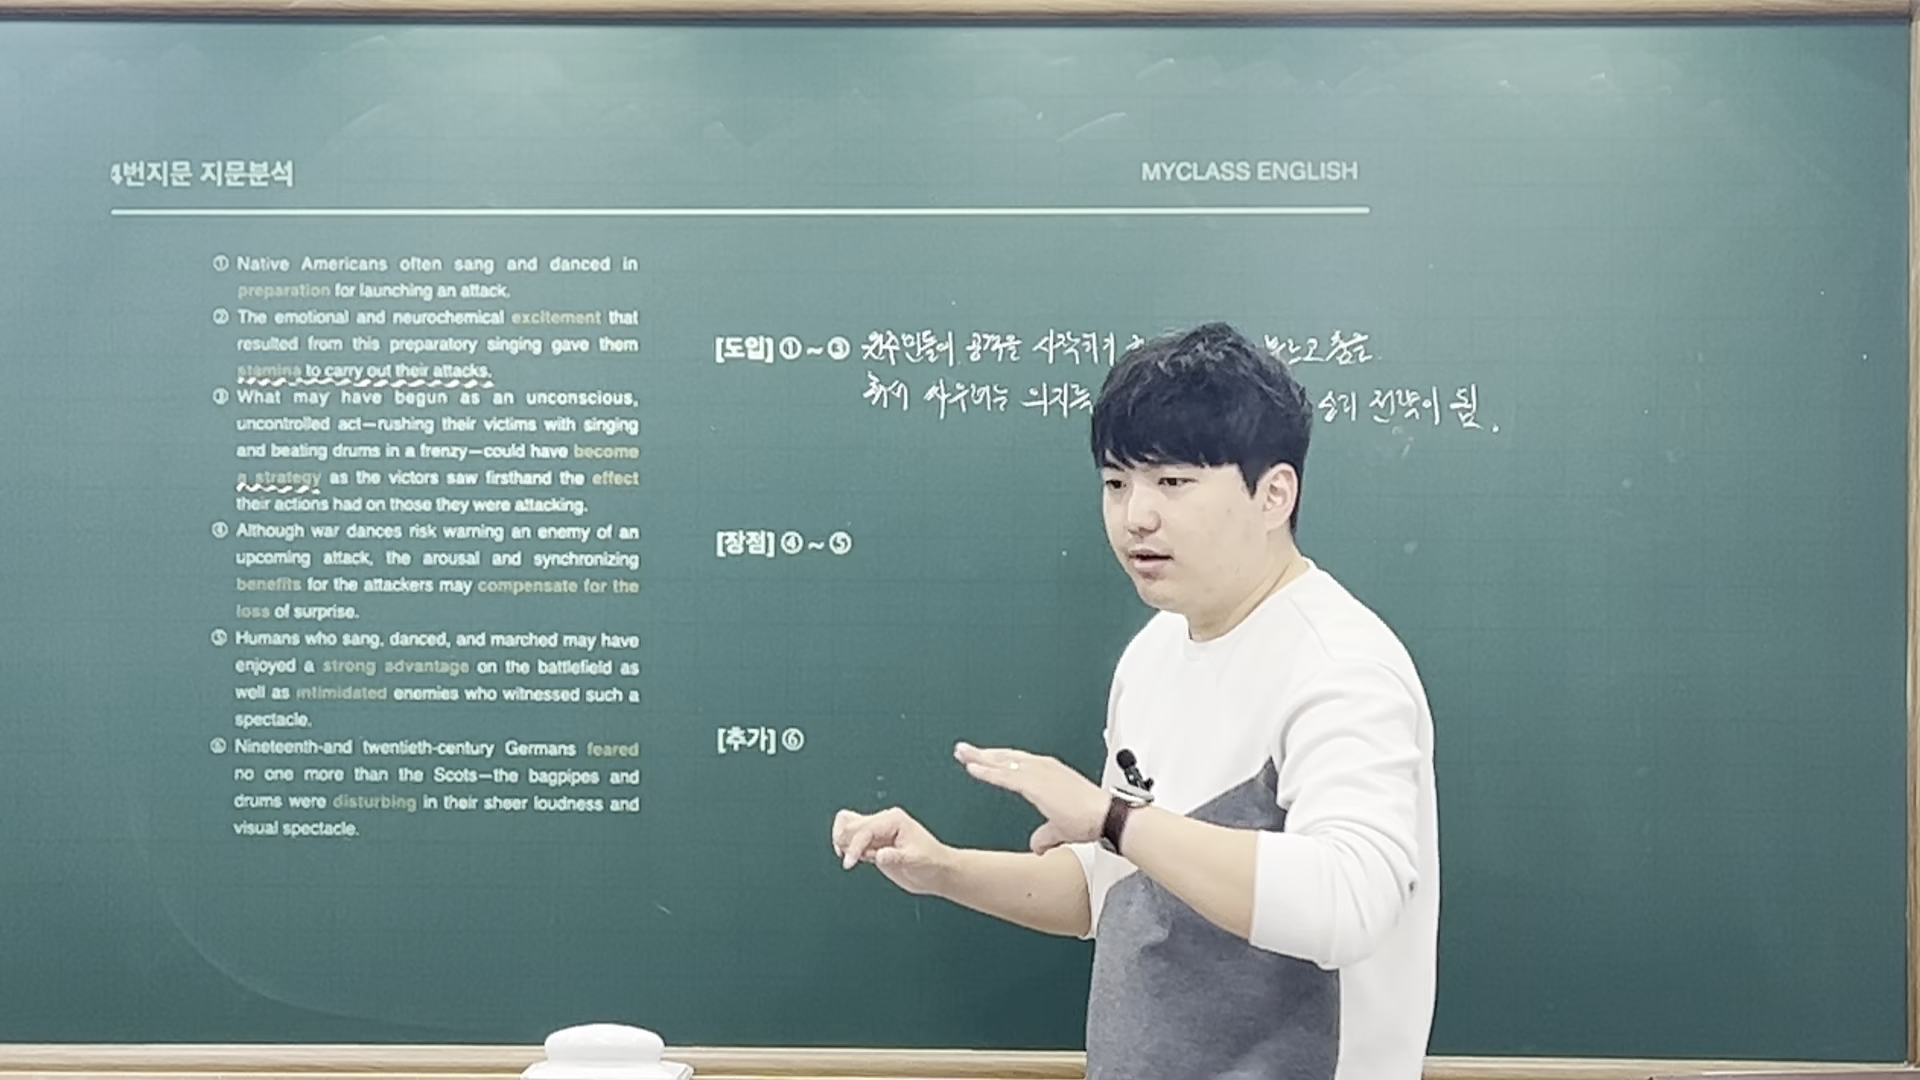 4번지문 지문분석
MYCLASS ENGLISH
① Native Americans often sang and danced in
preparation for launching an attack.
② The emotional and neurochemical excitement that
resulted from this preparatory singing gave them
stamina to carry out their attacks.
③ What may have begun as an unconscious,
uncontrolled act—rushing their victims with singing
and beating drums in a frenzy—could have become
a strategy as the victors saw firsthand the effect
their actions had on those they were attacking.
④ Although war dances risk warning an enemy of an
upcoming attack, the arousal and synchronizing
benefits for the attackers may compensate for the
loss of surprise.
⑤ Humans who sang, danced, and marched may have
enjoyed a strong advantage on the battlefield as
well as intimidated enemies who witnessed such a
spectacle.
⑥ Nineteenth-and twentieth-century Germans feared
no one more than the Scots—the bagpipes and
drums were disturbing in their sheer loudness and
visual spectacle.
[도입] ① ~ ③ 원주민들이 공격을 시작하기 부르고 춤을
싸우려는 의지를 심리 전략이 됨.
[장점] ④ ~ ⑤
[추가] ⑥